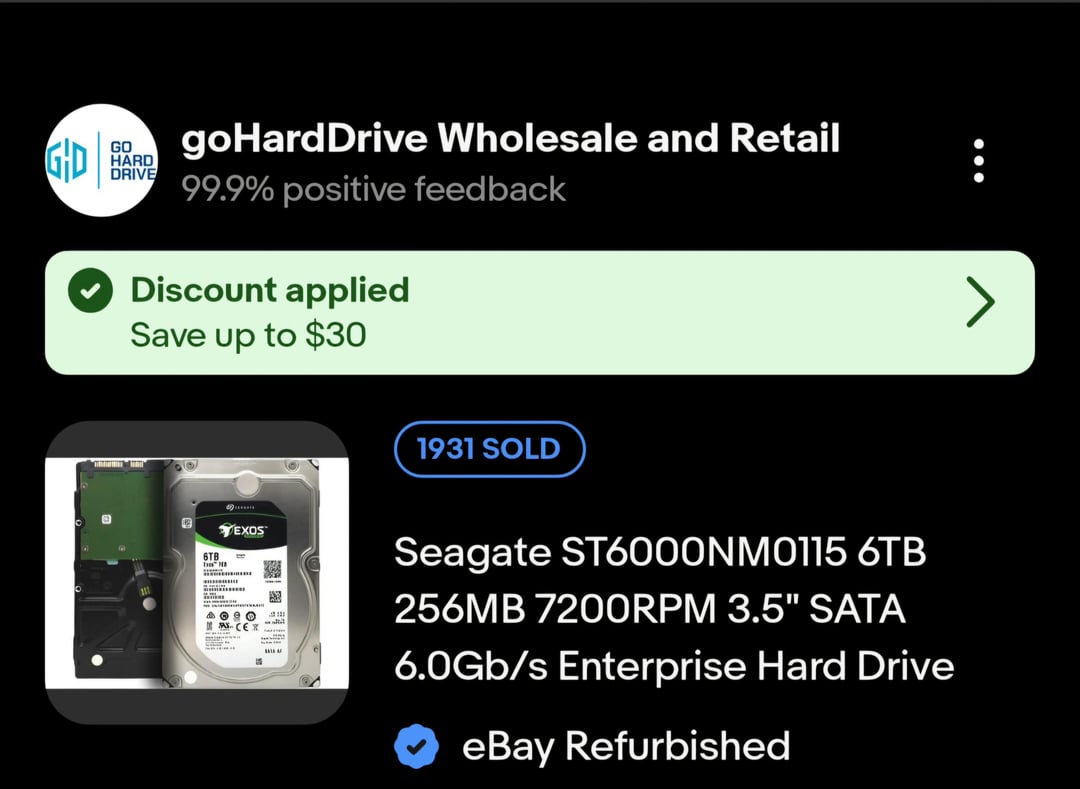 GO
HARD
DRIVE
goHardDrive Wholesale and Retail
99.9% positive feedback
Discount applied
Save up to $30
1931 SOLD
EXOS
6TB
Seagate ST6000NM0115 6TB
256MB 7200RPM 3.5" SATA
6.0Gb/s Enterprise Hard Drive
eBay Refurbished